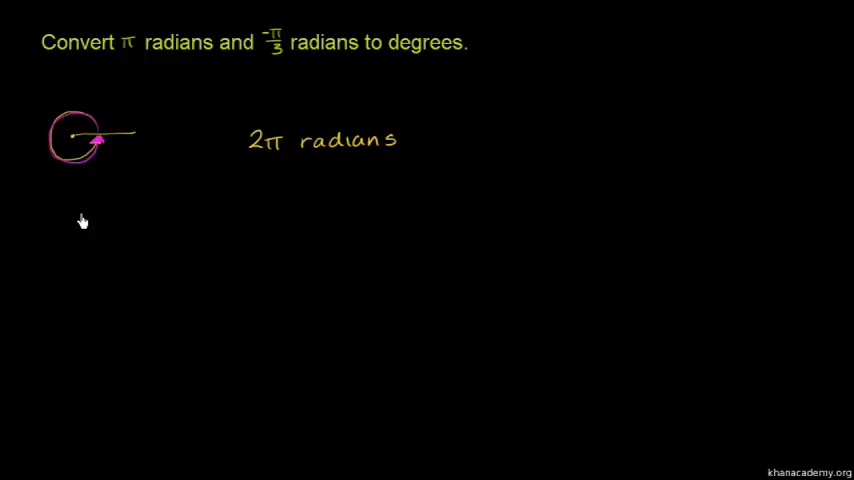 Convert π radians and -π/3 radians to degrees.
2π radians
khanacademy.org